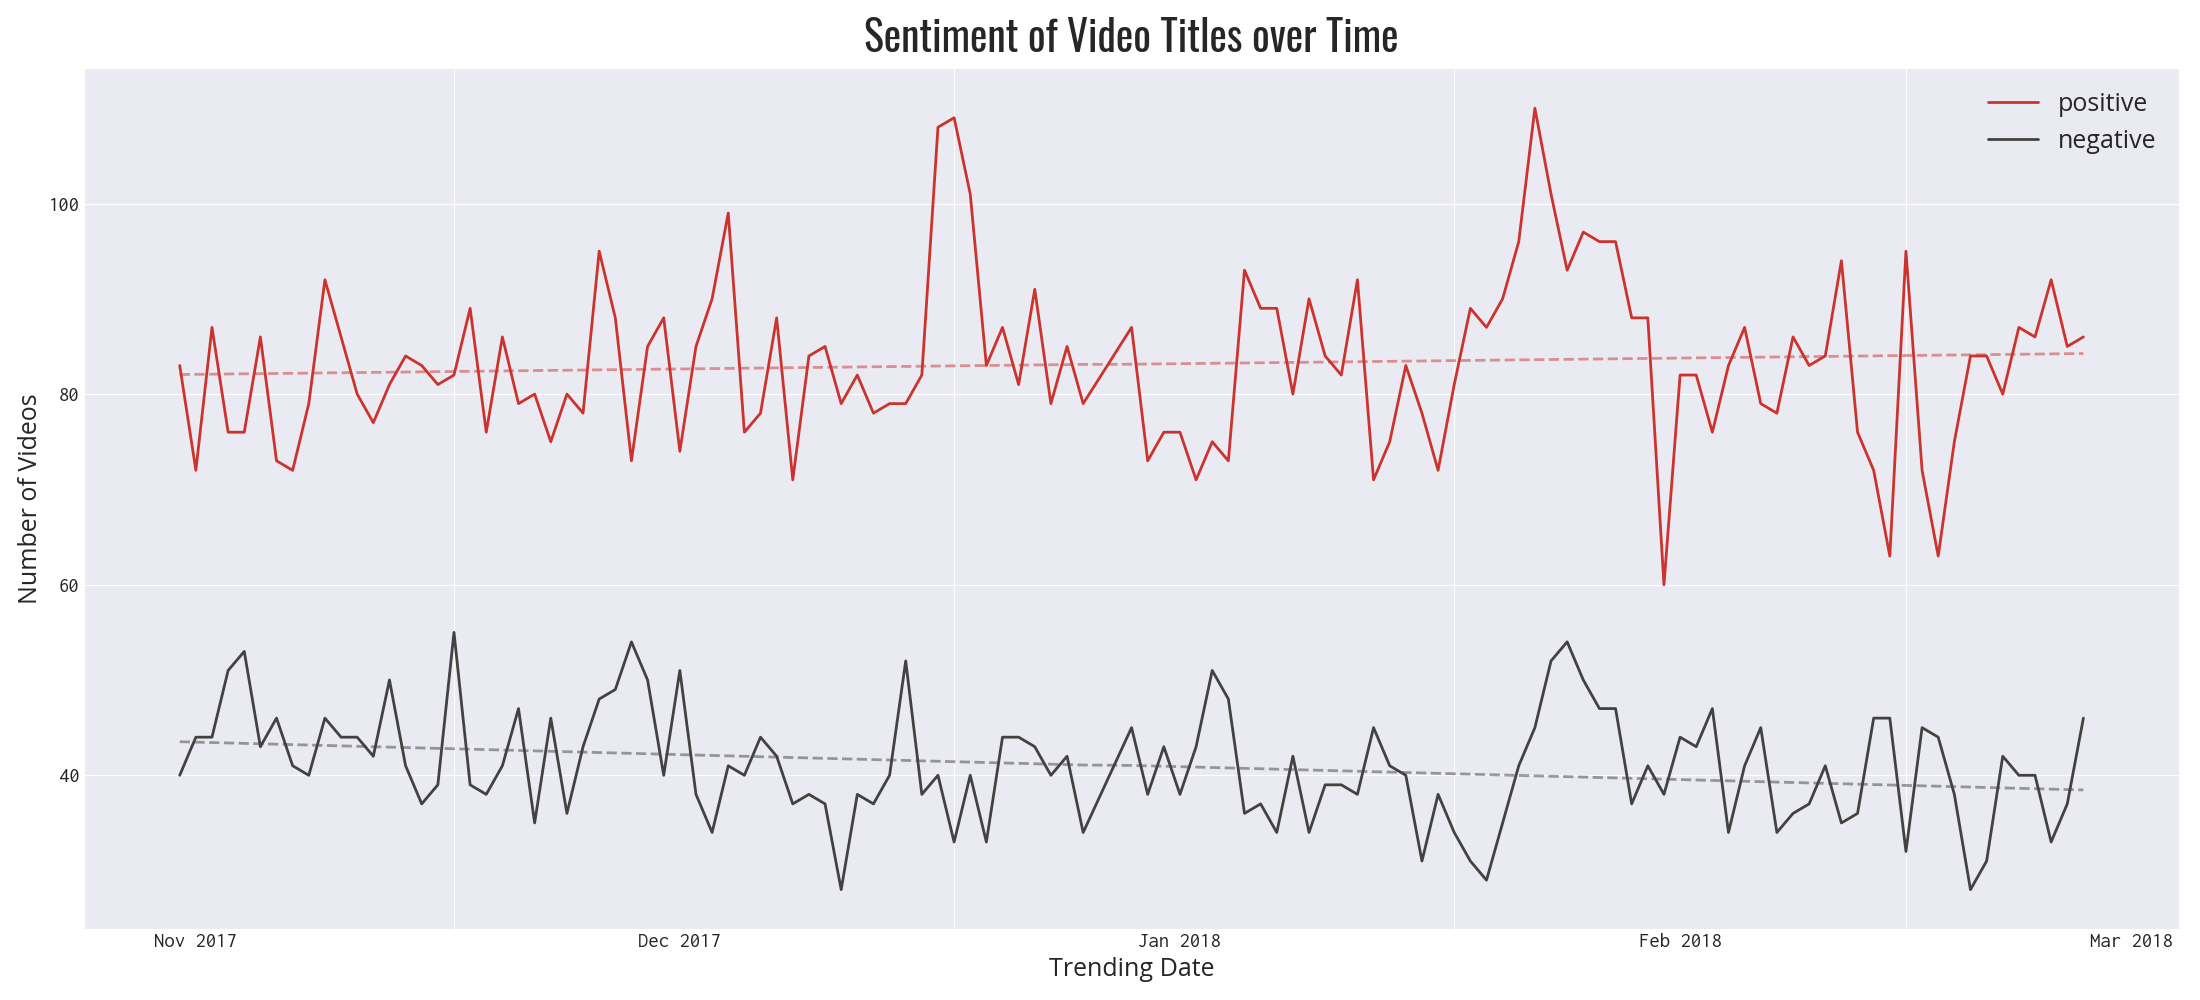 Sentiment of Video Titles over Time
positive
negative
100
80
60
40
Number of Videos
Nov 2017
Dec 2017
Jan 2018
Feb 2018
Mar 2018
Trending Date